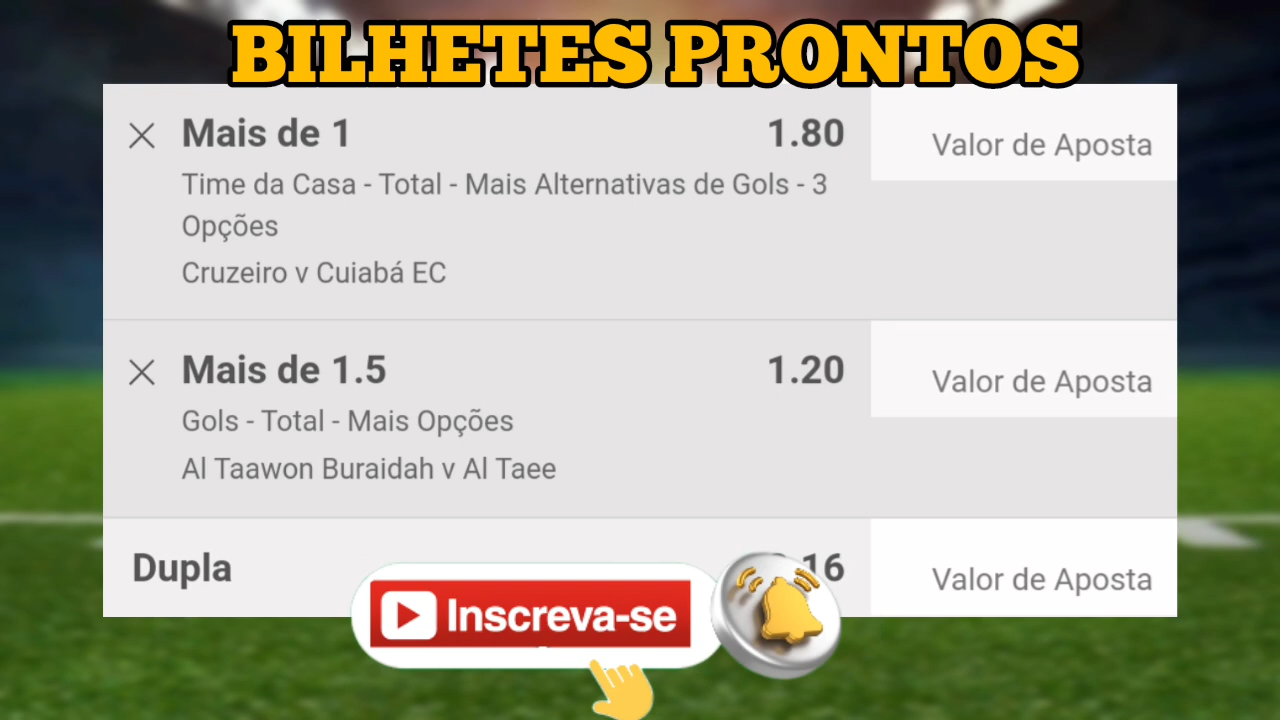 BILHETES PRONTOS
Mais de 1
1.80
Valor de Aposta
Time da Casa - Total - Mais Alternativas de Gols - 3
Opções
Cruzeiro v Cuiabá EC
Mais de 1.5
1.20
Valor de Aposta
Gols - Total - Mais Opções
Al Taawon Buraidah v Al Taee
Dupla
16
Valor de Aposta
Inscreva-se